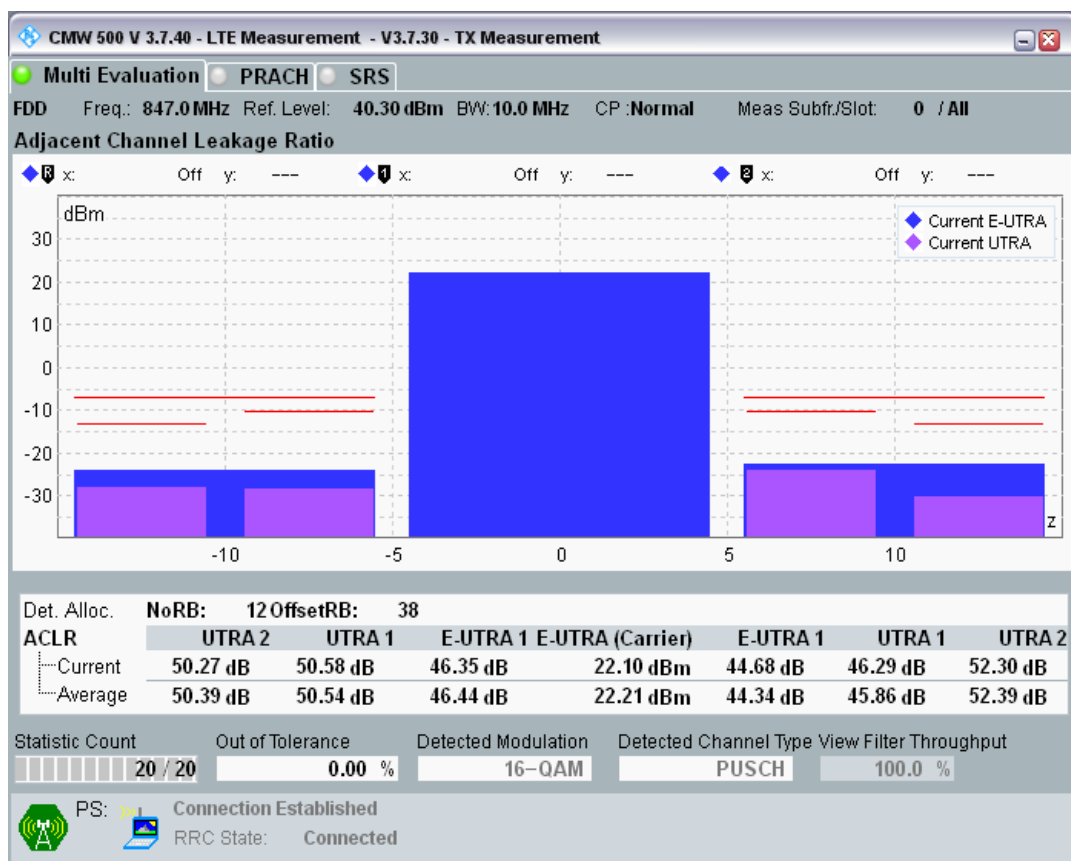 CMW 500 V 3.7.40 - LTE Measurement - V3.7.30 - TX Measurement
Multi Evaluation PRACH SRS
FDD Freq.: 847.0 MHz Ref. Level: 40.30 dBm BW: 10.0 MHz CP :Normal Meas Subfr./Slot: 0 / All
Adjacent Channel Leakage Ratio
R x: Off y: --- 1 x: Off y: --- 2 x: Off y: ---
dBm
Current E-UTRA
Current UTRA
30
20
10
0
-10
-20
-30
z
-10 -5 0 5 10
Det. Alloc. NoRB: 12 OffsetRB: 38
ACLR UTRA 2 UTRA 1 E-UTRA 1 E-UTRA (Carrier) E-UTRA 1 UTRA 1 UTRA 2
Current 50.27 dB 50.58 dB 46.35 dB 22.10 dBm 44.68 dB 46.29 dB 52.30 dB
Average 50.39 dB 50.54 dB 46.44 dB 22.21 dBm 44.34 dB 45.86 dB 52.39 dB
Statistic Count Out of Tolerance Detected Modulation Detected Channel Type View Filter Throughput
20 / 20 0.00 % 16-QAM PUSCH 100.0 %
PS: Connection Established
RRC State: Connected